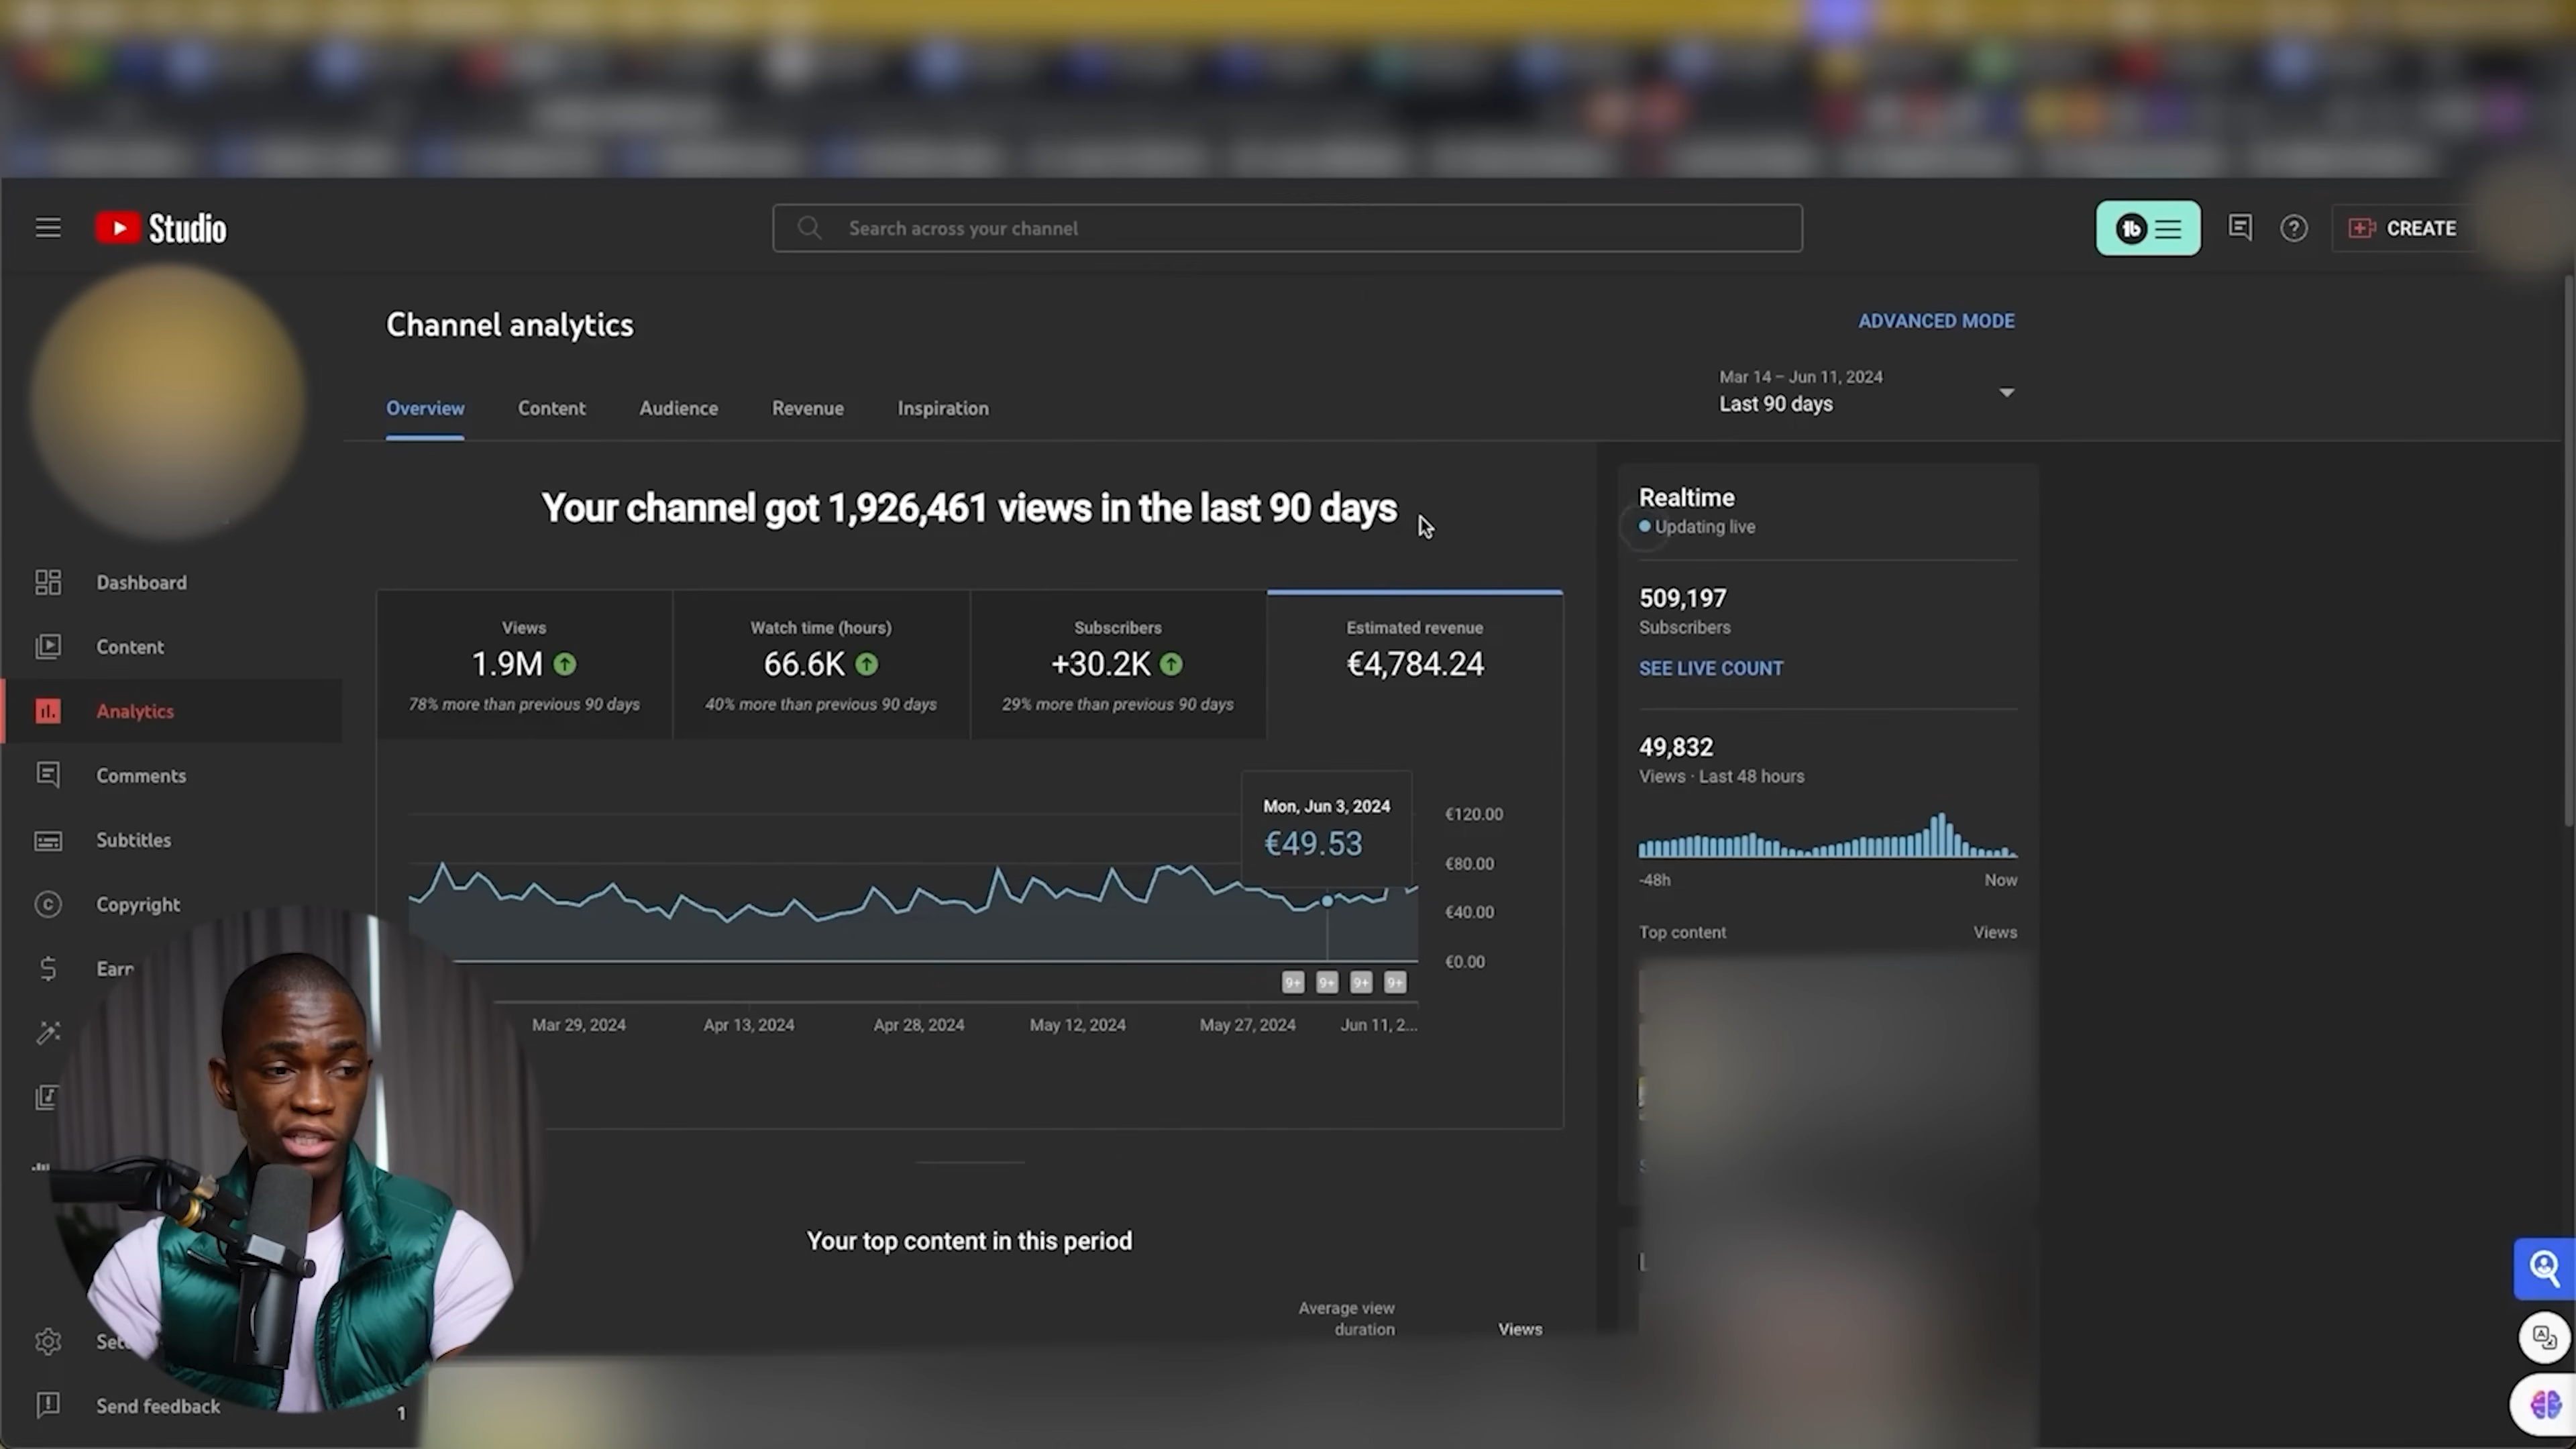 Studio
Search across your channel
CREATE
Channel analytics
ADVANCED MODE
Overview
Content
Audience
Revenue
Inspiration
Mar 14 – Jun 11, 2024
Last 90 days
Your channel got 1,926,461 views in the last 90 days
Views
1.9M
78% more than previous 90 days
Watch time (hours)
66.6K
40% more than previous 90 days
Subscribers
+30.2K
29% more than previous 90 days
Estimated revenue
€4,784.24
Mon, Jun 3, 2024
€49.53
€120.00
€80.00
€40.00
€0.00
9+
9+
9+
9+
Mar 29, 2024
Apr 13, 2024
Apr 28, 2024
May 12, 2024
May 27, 2024
Jun 11, 2...
Your top content in this period
Average view
duration
Views
1
Realtime
Updating live
509,197
Subscribers
SEE LIVE COUNT
49,832
Views · Last 48 hours
-48h
Now
Top content
Views
Dashboard
Content
Analytics
Comments
Subtitles
Copyright
Earn
Send feedback